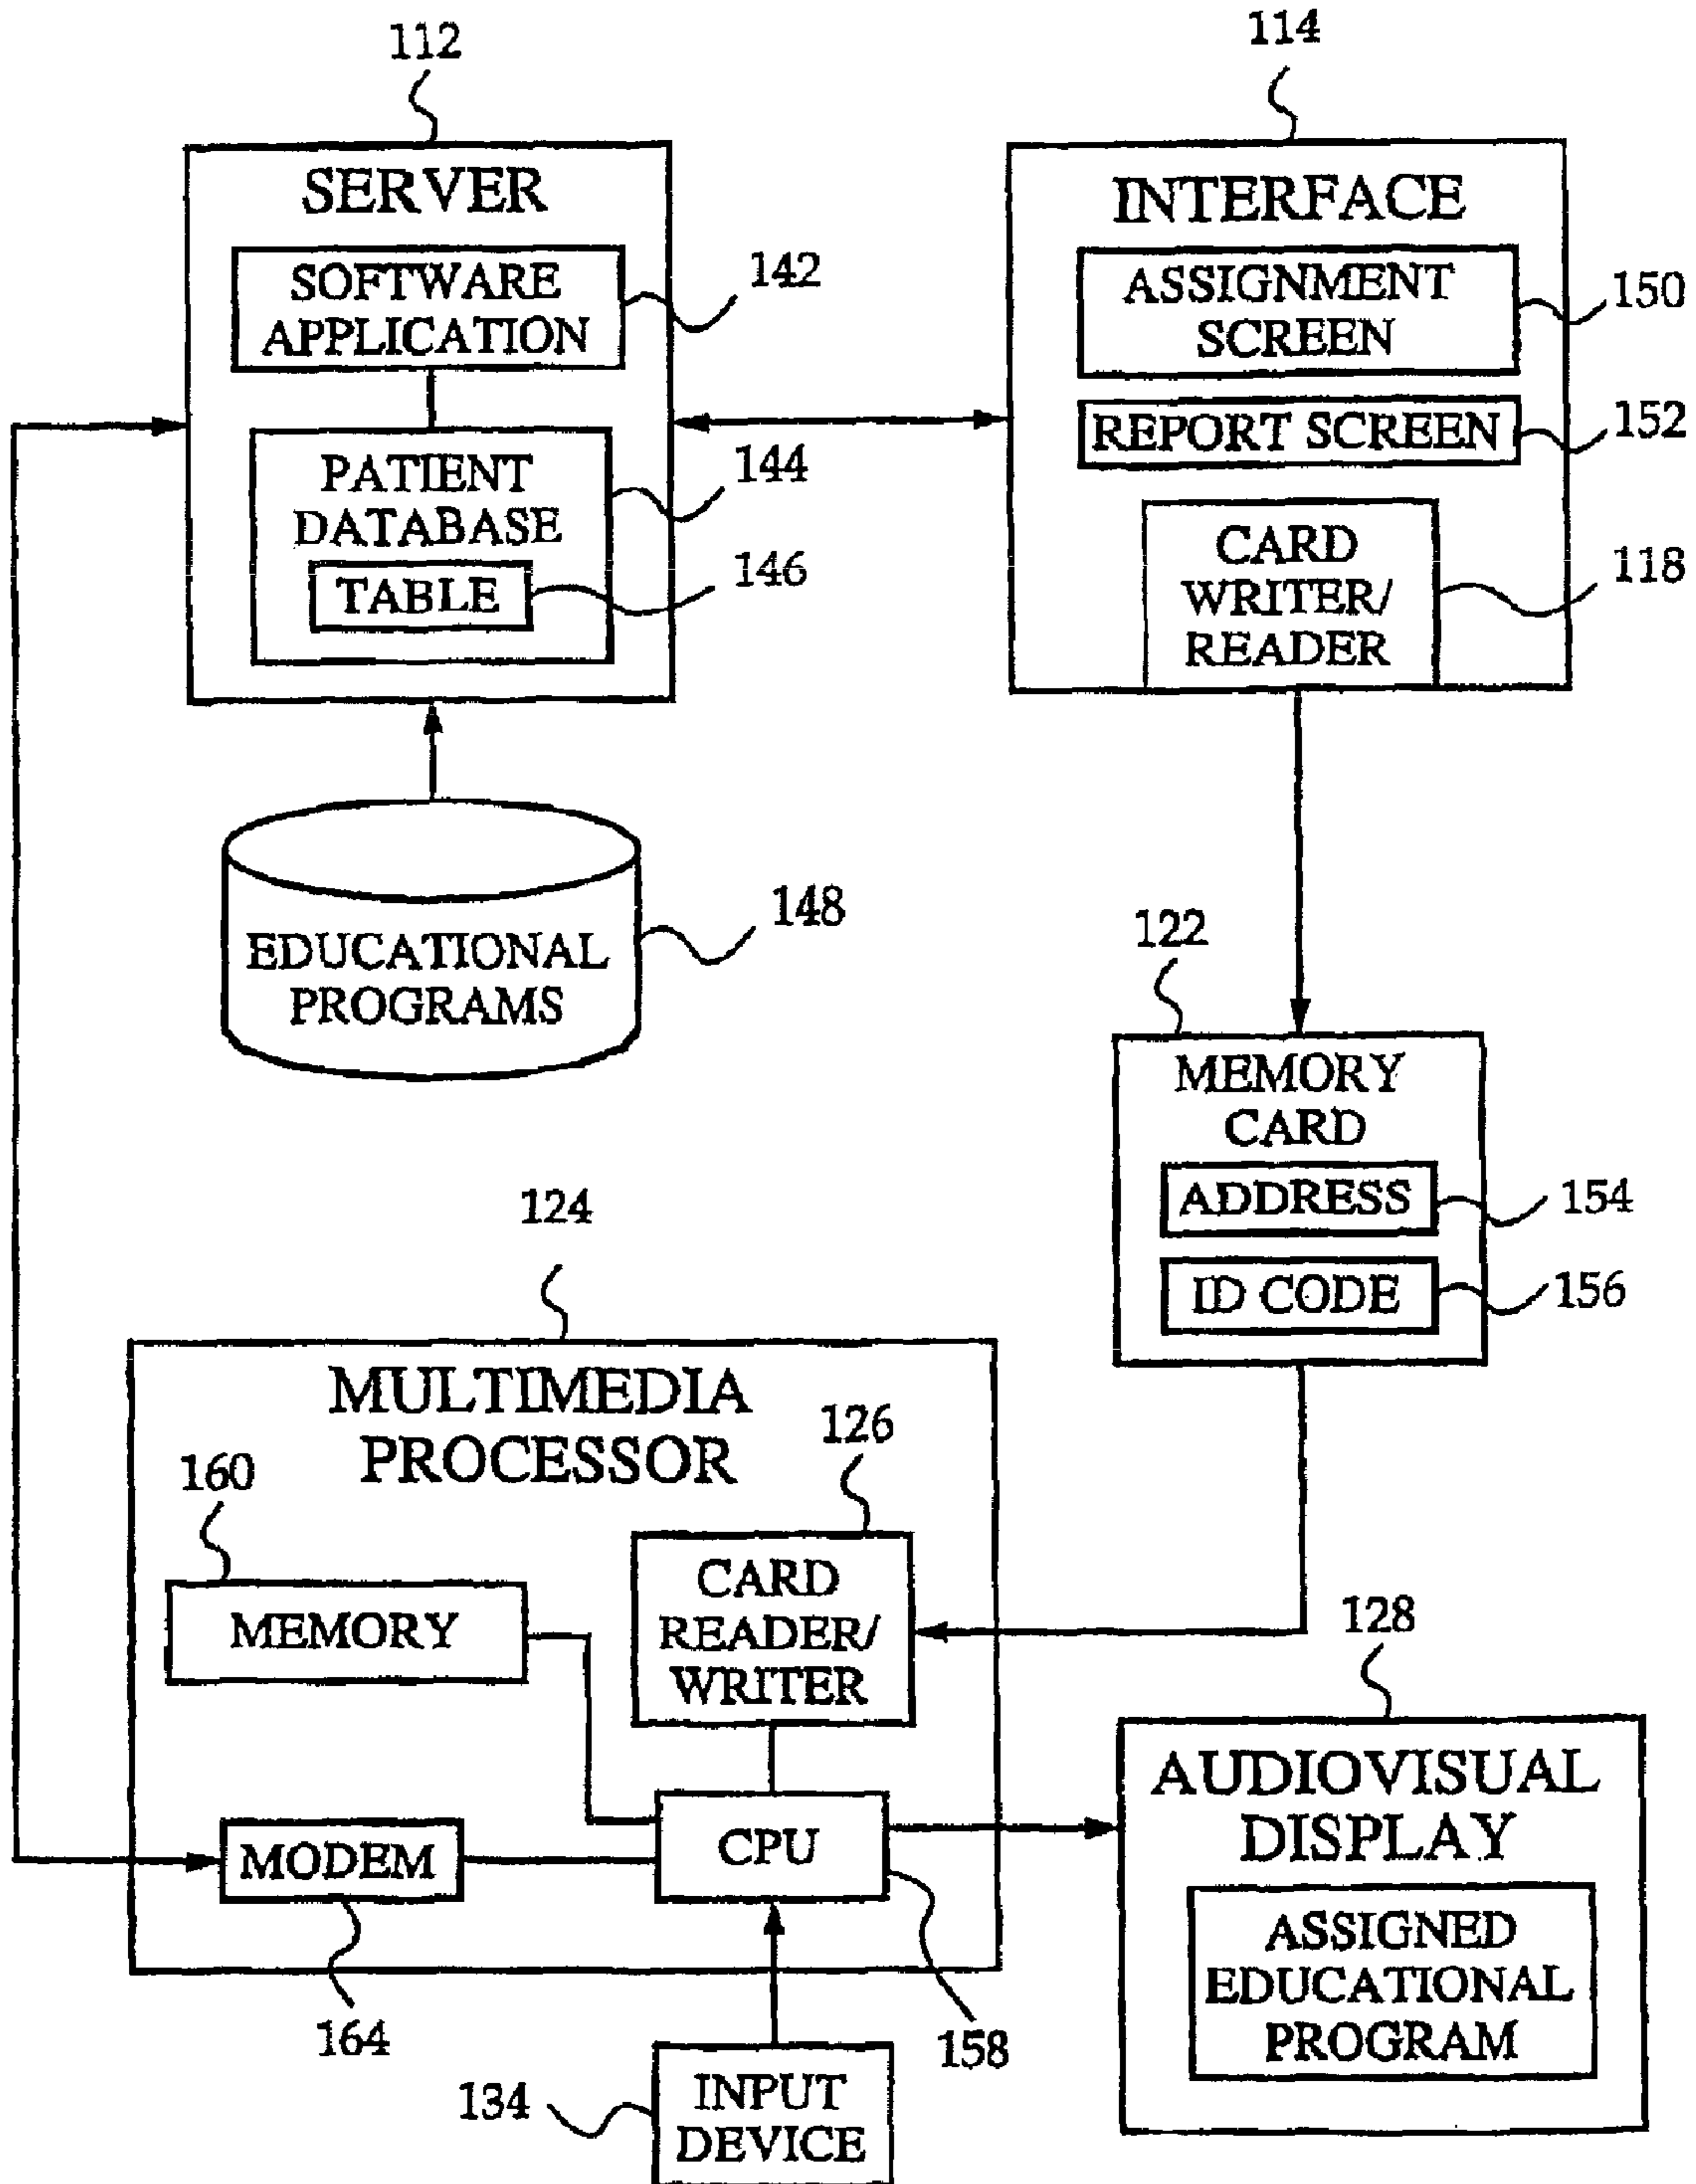 112
SERVER
SOFTWARE
APPLICATION
142
PATIENT
DATABASE
144
TABLE
146
EDUCATIONAL
PROGRAMS
148
114
INTERFACE
ASSIGNMENT
SCREEN
150
REPORT SCREEN
152
CARD
WRITER/
READER
118
122
MEMORY
CARD
ADDRESS
154
ID CODE
156
124
MULTIMEDIA
PROCESSOR
160
MEMORY
126
CARD
READER/
WRITER
MODEM
164
CPU
158
134
INPUT
DEVICE
128
AUDIOVISUAL
DISPLAY
ASSIGNED
EDUCATIONAL
PROGRAM